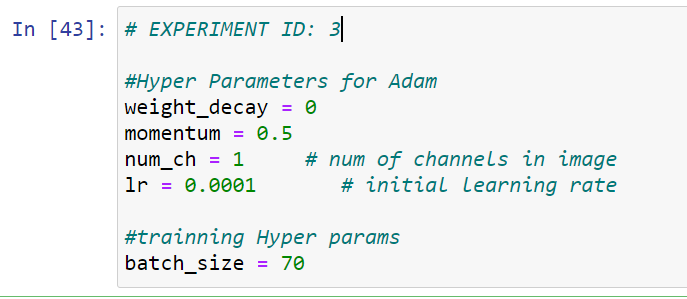 In [43]: # EXPERIMENT ID: 3
#Hyper Parameters for Adam
weight_decay = 0
momentum = 0.5
num_ch = 1 # num of channels in image
lr = 0.0001 # initial learning rate
#trainning Hyper params
batch_size = 70